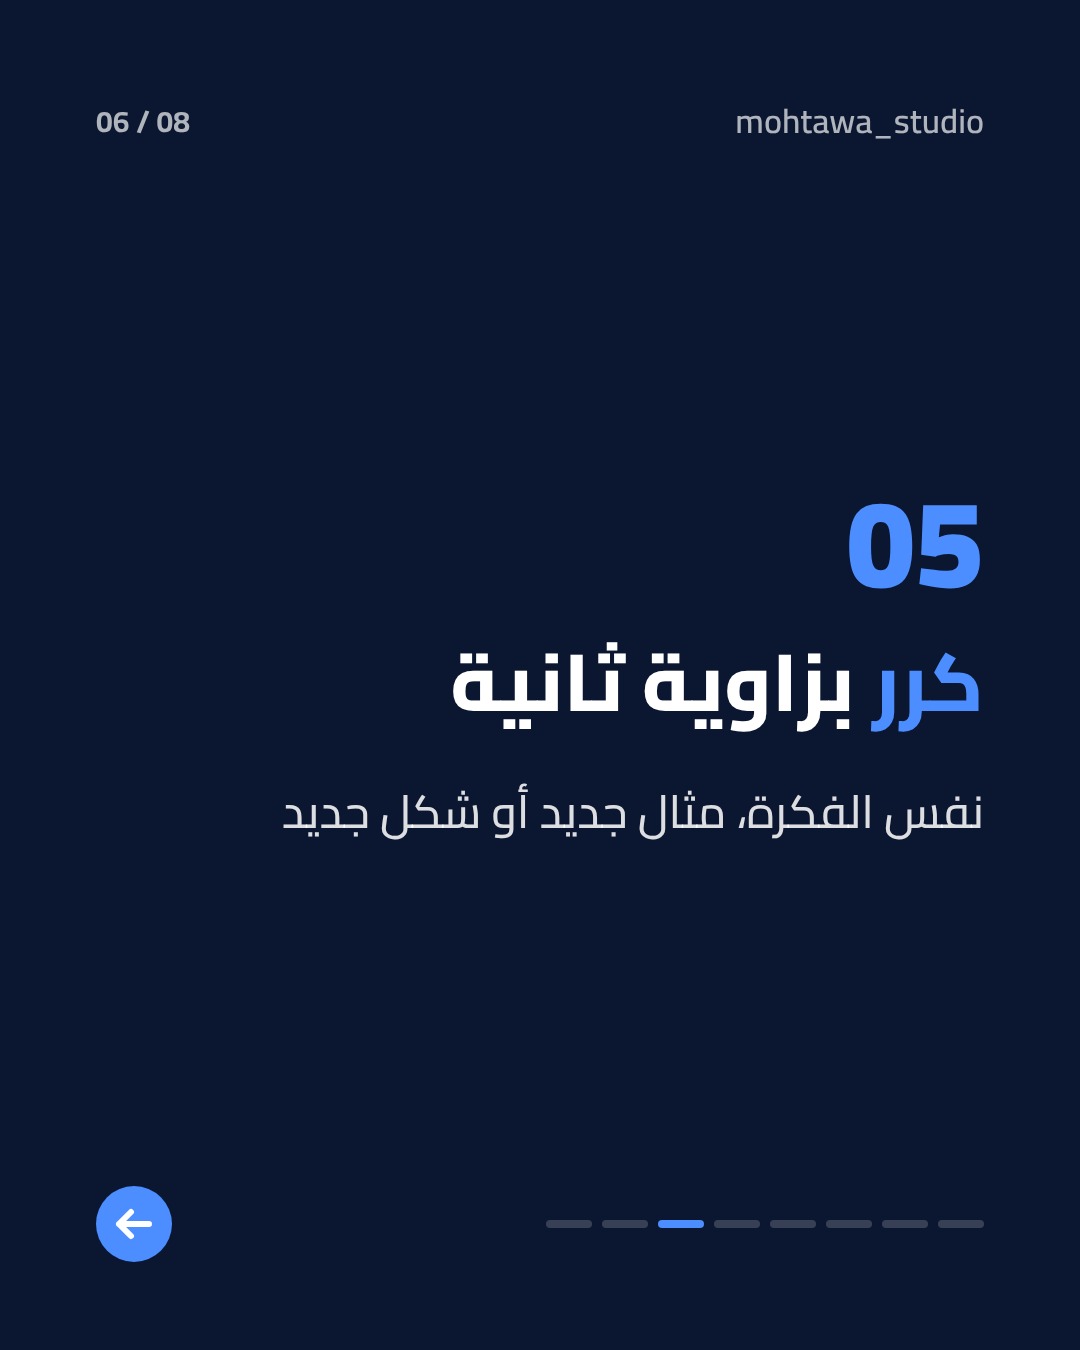 mohtawa_studio
06 / 08
05
كرر بزاوية ثانية
نفس الفكرة، مثال جديد أو شكل جديد